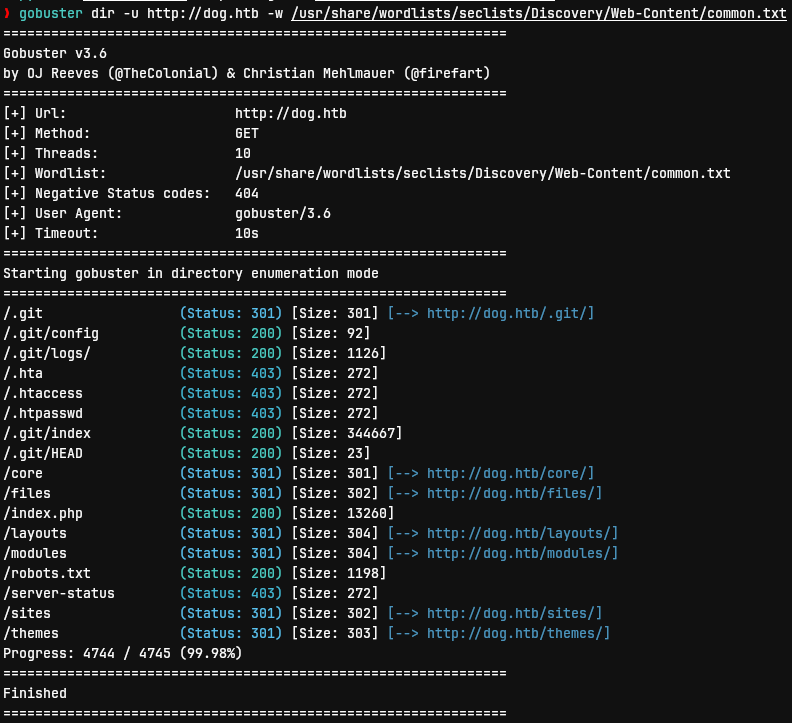 ❯ gobuster dir -u http://dog.htb -w /usr/share/wordlists/seclists/Discovery/Web-Content/common.txt
===============================================================
Gobuster v3.6
by OJ Reeves (@TheColonial) & Christian Mehlmauer (@firefart)
===============================================================
[+] Url:                     http://dog.htb
[+] Method:                  GET
[+] Threads:                 10
[+] Wordlist:                /usr/share/wordlists/seclists/Discovery/Web-Content/common.txt
[+] Negative Status codes:   404
[+] User Agent:              gobuster/3.6
[+] Timeout:                 10s
===============================================================
Starting gobuster in directory enumeration mode
===============================================================
/.git                 (Status: 301) [Size: 301] [--> http://dog.htb/.git/]
/.git/config          (Status: 200) [Size: 92]
/.git/logs/           (Status: 200) [Size: 1126]
/.hta                 (Status: 403) [Size: 272]
/.htaccess            (Status: 403) [Size: 272]
/.htpasswd            (Status: 403) [Size: 272]
/.git/index           (Status: 200) [Size: 344667]
/.git/HEAD            (Status: 200) [Size: 23]
/core                 (Status: 301) [Size: 301] [--> http://dog.htb/core/]
/files                (Status: 301) [Size: 302] [--> http://dog.htb/files/]
/index.php            (Status: 200) [Size: 13260]
/layouts              (Status: 301) [Size: 304] [--> http://dog.htb/layouts/]
/modules              (Status: 301) [Size: 304] [--> http://dog.htb/modules/]
/robots.txt           (Status: 200) [Size: 1198]
/server-status        (Status: 403) [Size: 272]
/sites                (Status: 301) [Size: 302] [--> http://dog.htb/sites/]
/themes               (Status: 301) [Size: 303] [--> http://dog.htb/themes/]
Progress: 4744 / 4745 (99.98%)
===============================================================
Finished
===============================================================